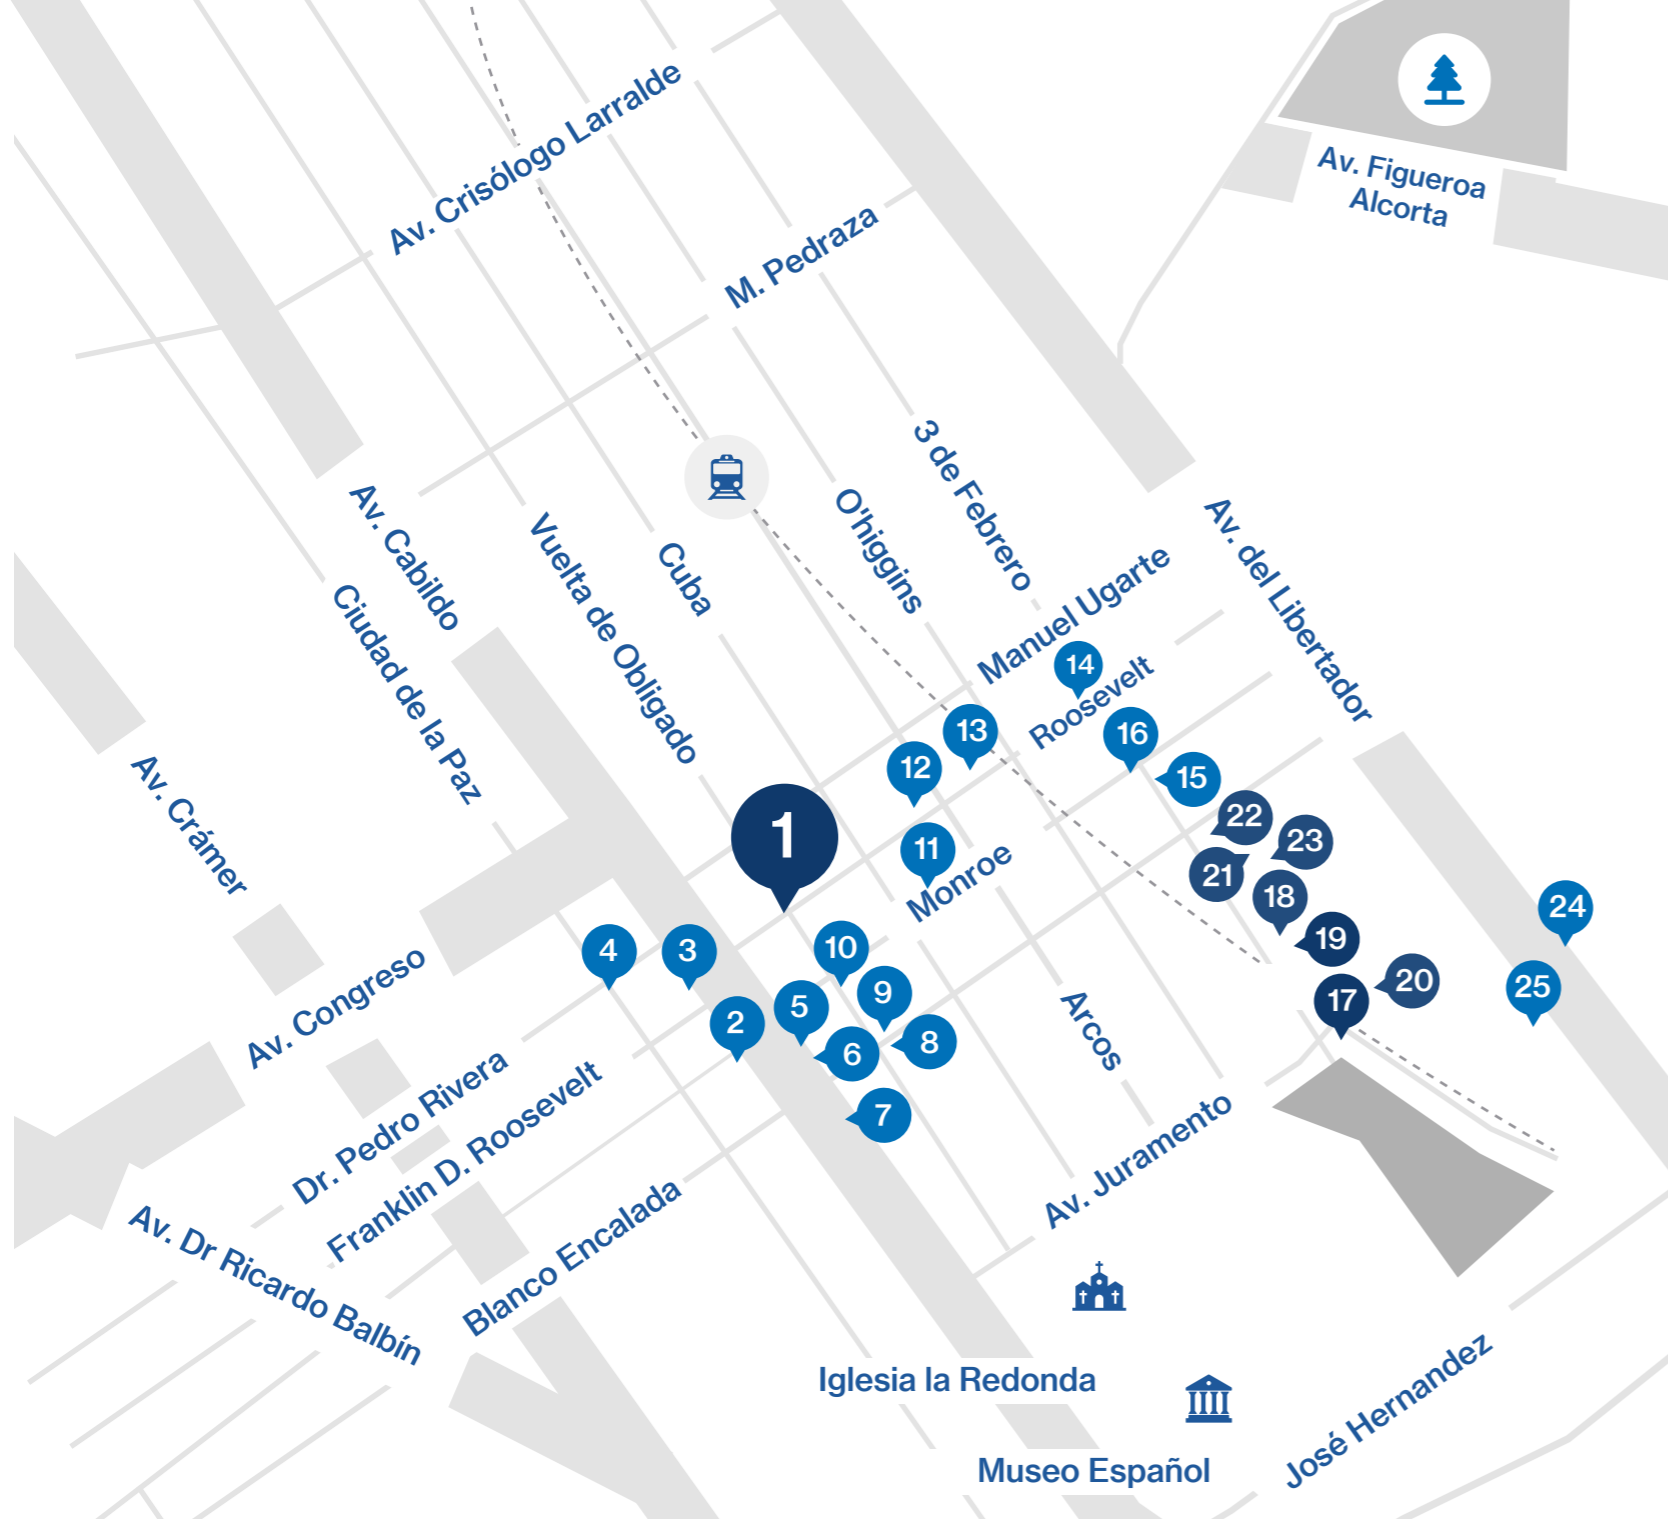 Av. Crisólogo Larralde
Av. Figueroa
Alcorta
M. Pedraza
3 de Febrero
Av. Cabildo
O'higgins
Av. del Libertador
Vuelta de Obligado
Cuba
Manuel Ugarte
Ciudad de la Paz
14
Roosevelt
13
16
12
15
Av. Crámer
1
22
23
11
21
Monroe
18
24
4
3
10
19
Av. Congreso
20
25
9
17
5
2
8
6
Arcos
7
Dr. Pedro Rivera
Franklin D. Roosevelt
Av. Juramento
Blanco Encalada
Av. Dr Ricardo Balbín
Iglesia la Redonda
José Hernandez
Museo Español